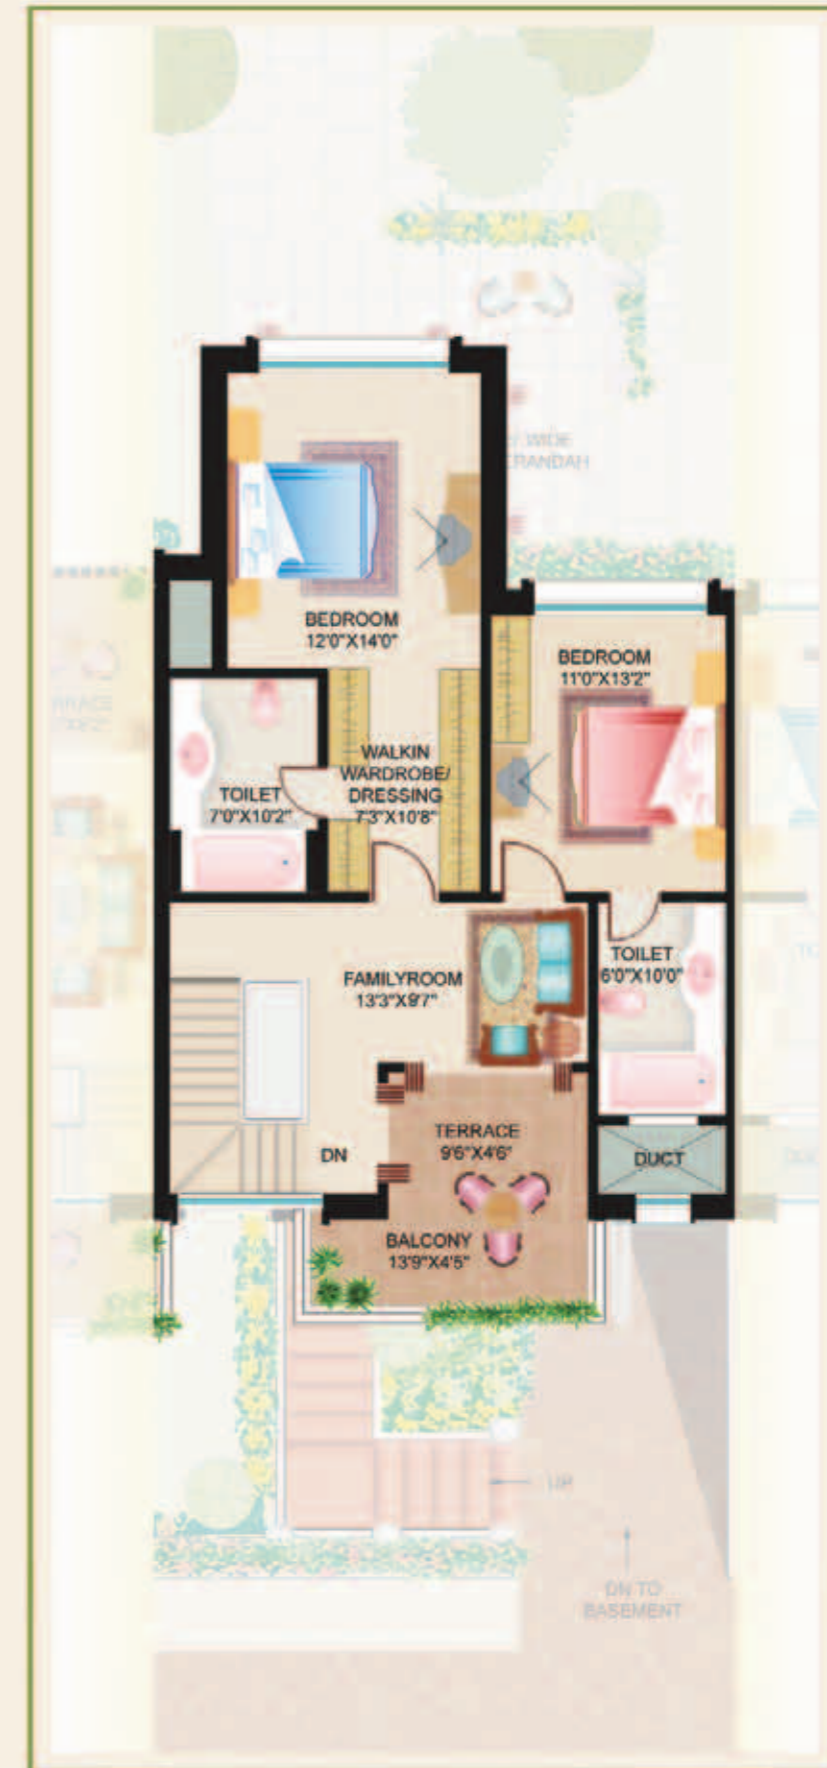 WIDE
BEDROOM
12'0"X14'0"
BEDROOM
11'0"X13'2"
WALKIN
WARDROBE/
DRESSING
7'3"X10'8"
TOILET
7'0"X10'2"
FAMILYROOM
13'3"X9'7"
TOILET
6'0"X10'0"
TERRACE
9'6"X4'6"
DN
DUCT
BALCONY
13'9"X4'5"
UP
DN TO
BASEMENT